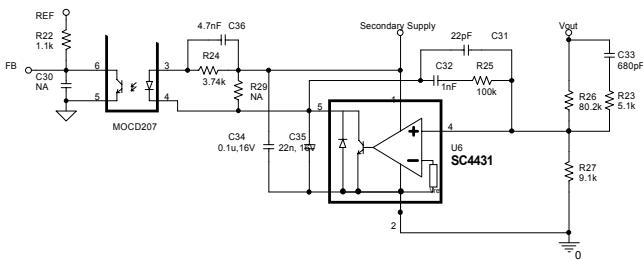 REF
R22
1.1k
FB
C30
NA
6
5
3
4
MOCD207
4.7nF C36
R24
3.74k
R29
NA
C34
0.1u,16V
C35
22n, 16V
Secondary Supply
22pF C31
C32
1nF
R25
100k
5
1
4
2
U6
SC4431
Vout
C33
680pF
R26
80.2k
R23
5.1k
R27
9.1k
0